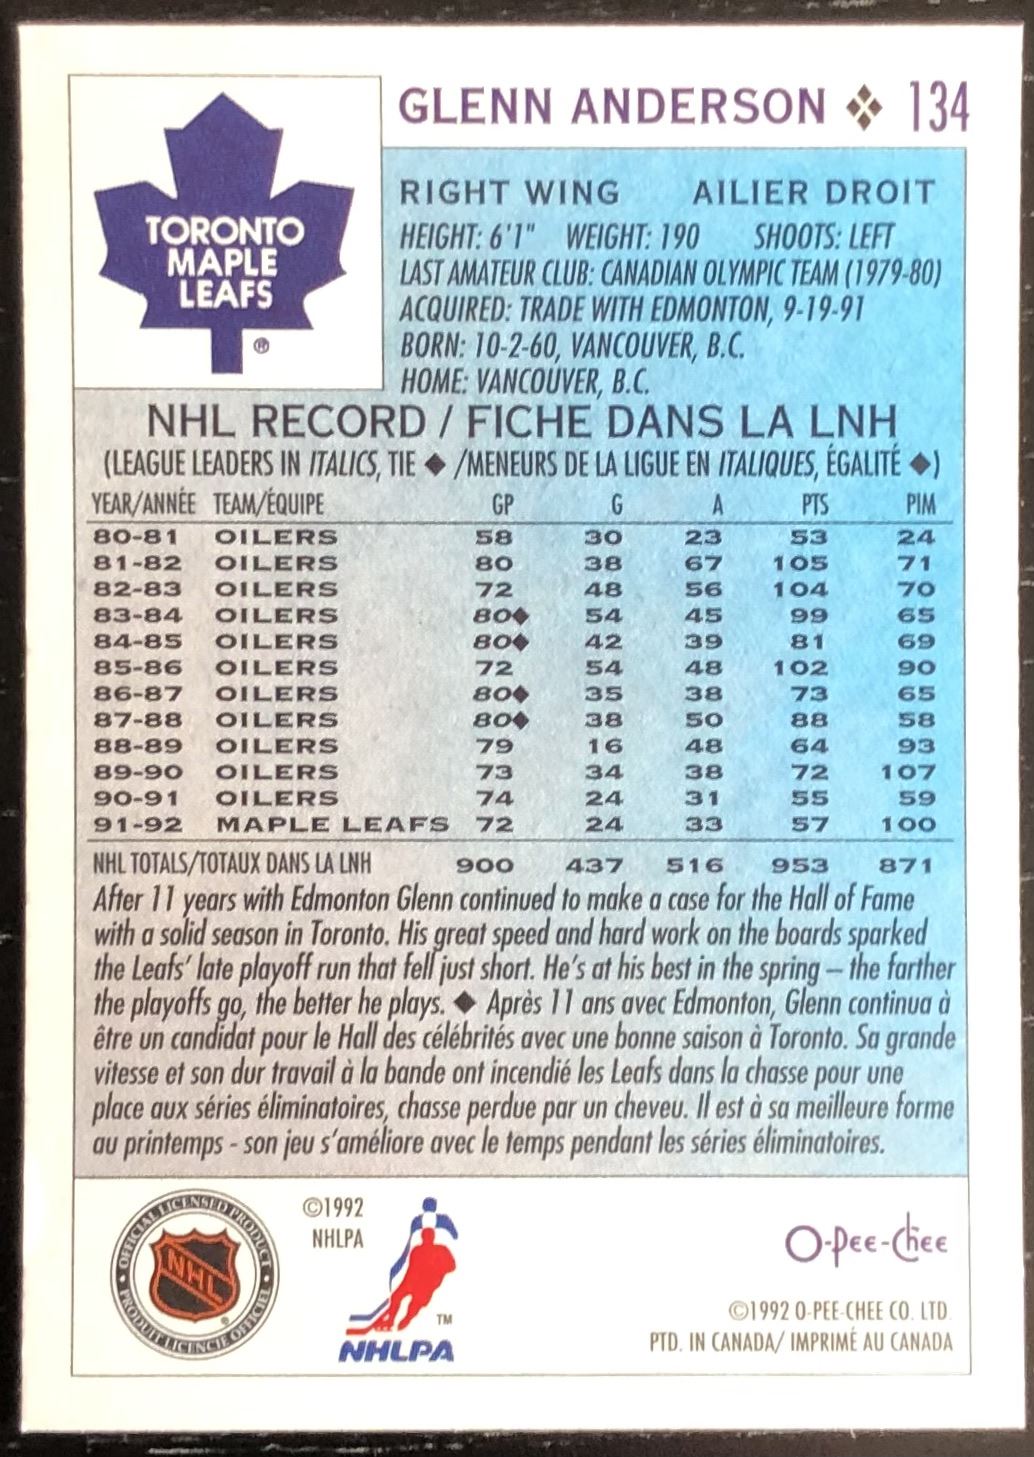 GLENN ANDERSON 134
TORONTO
MAPLE
LEAFS
®
RIGHT WING AILIER DROIT
HEIGHT: 6'1" WEIGHT: 190 SHOOTS: LEFT
LAST AMATEUR CLUB: CANADIAN OLYMPIC TEAM (1979-80)
ACQUIRED: TRADE WITH EDMONTON, 9-19-91
BORN: 10-2-60, VANCOUVER, B.C.
HOME: VANCOUVER, B.C.
NHL RECORD / FICHE DANS LA LNH
(LEAGUE LEADERS IN ITALICS, TIE ◆ /MENEURS DE LA LIGUE EN ITALIQUES, ÉGALITÉ ◆)
YEAR/ANNÉE TEAM/ÉQUIPE GP G A PTS PIM
80-81 OILERS 58 30 23 53 24
81-82 OILERS 80 38 67 105 71
82-83 OILERS 72 48 56 104 70
83-84 OILERS 80◆ 54 45 99 65
84-85 OILERS 80◆ 42 39 81 69
85-86 OILERS 72 54 48 102 90
86-87 OILERS 80◆ 35 38 73 65
87-88 OILERS 80◆ 38 50 88 58
88-89 OILERS 79 16 48 64 93
89-90 OILERS 73 34 38 72 107
90-91 OILERS 74 24 31 55 59
91-92 MAPLE LEAFS 72 24 33 57 100
NHL TOTALS/TOTAUX DANS LA LNH 900 437 516 953 871
After 11 years with Edmonton Glenn continued to make a case for the Hall of Fame
with a solid season in Toronto. His great speed and hard work on the boards sparked
the Leafs' late playoff run that fell just short. He's at his best in the spring – the farther
the playoffs go, the better he plays. ◆ Après 11 ans avec Edmonton, Glenn continua à
être un candidat pour le Hall des célébrités avec une bonne saison à Toronto. Sa grande
vitesse et son dur travail à la bande ont incendié les Leafs dans la chasse pour une
place aux séries éliminatoires, chasse perdue par un cheveu. Il est à sa meilleure forme
au printemps - son jeu s'améliore avec le temps pendant les séries éliminatoires.
OFFICIAL LICENSED PRODUCT
NHL
®
PRODUIT LICENCIE OFFICIEL
©1992
NHLPA
TM
NHLPA
O-Pee-Chee
©1992 O-PEE-CHEE CO. LTD.
PTD. IN CANADA/ IMPRIMÉ AU CANADA